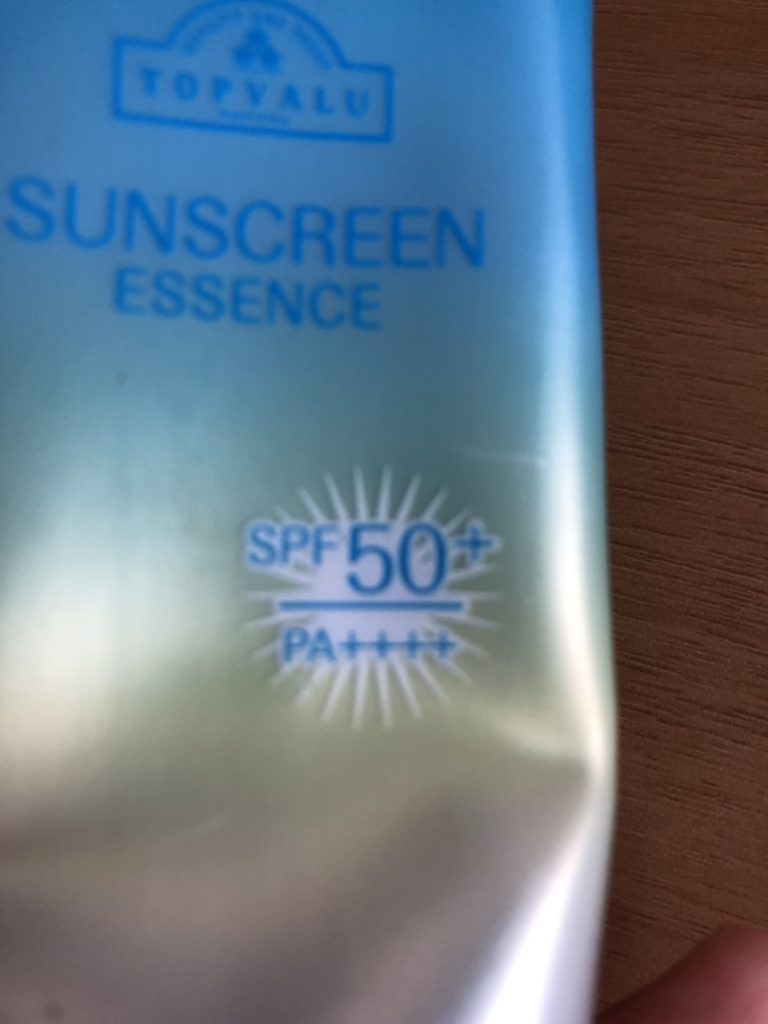 TOPVALU
SUNSCREEN
ESSENCE
SPF50+
PA++++